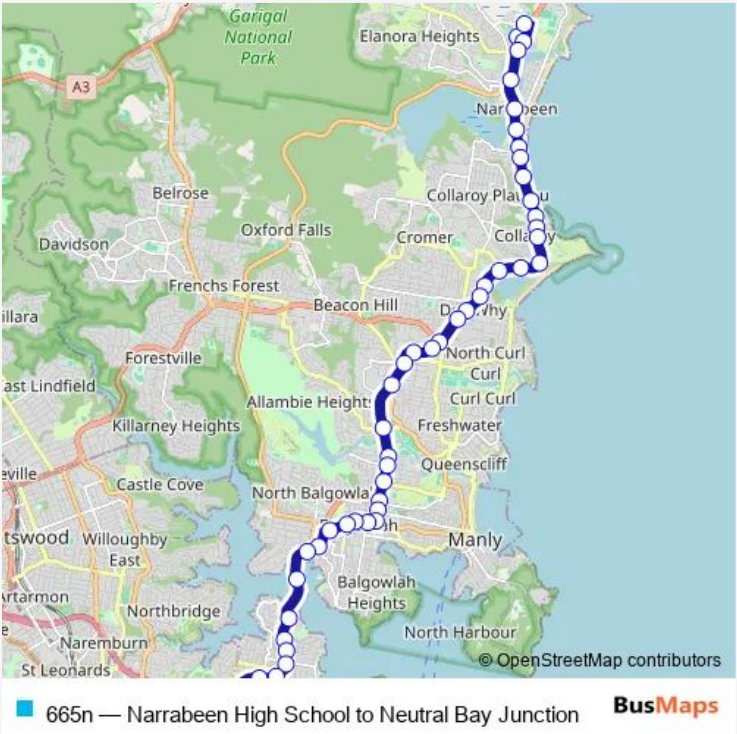 Garigal
National
Park
Elanora Heights
A3
Narrabeen
Belrose
Collaroy Plateau
Oxford Falls
Davidson
Cromer
Collaroy
Frenchs Forest
Beacon Hill
illara
Forestville
North Curl
Curl
ast Lindfield
Allambie Heights
Curl Curl
Killarney Heights
Freshwater
eville
Queenscliff
Castle Cove
North Balgowla
tswood
Willoughby
East
Manly
Balgowlah
Heights
Artarmon
Northbridge
North Harbour
e
Naremburn
St Leonards
© OpenStreetMap contributors
665n — Narrabeen High School to Neutral Bay Junction
BusMaps